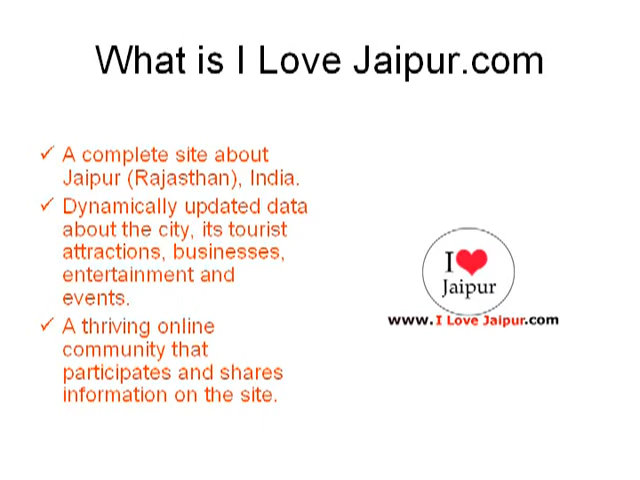 What is I Love Jaipur.com
A complete site about
Jaipur (Rajasthan), India.
Dynamically updated data
about the city, its tourist
attractions, businesses,
entertainment and
events.
A thriving online
community that
participates and shares
information on the site.
I
Jaipur
www.I Love Jaipur.com